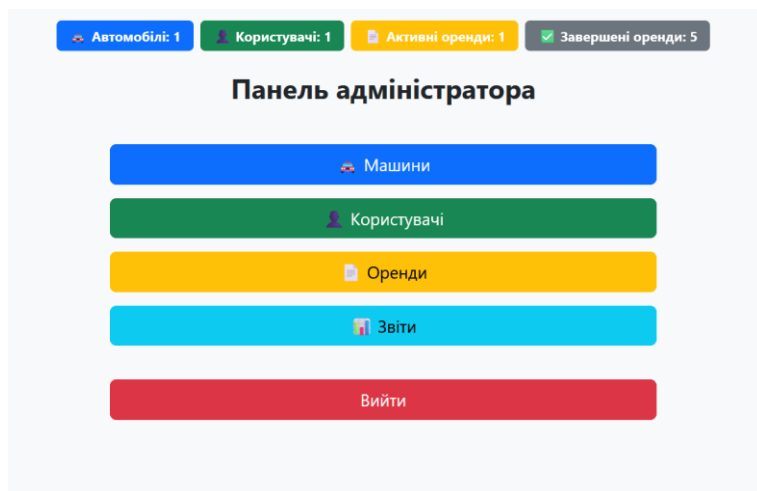 Автомобілі: 1 Користувачі: 1 Активні оренди: 1 Завершені оренди: 5
Панель адміністратора
Машини
Користувачі
Оренди
Звіти
Вийти